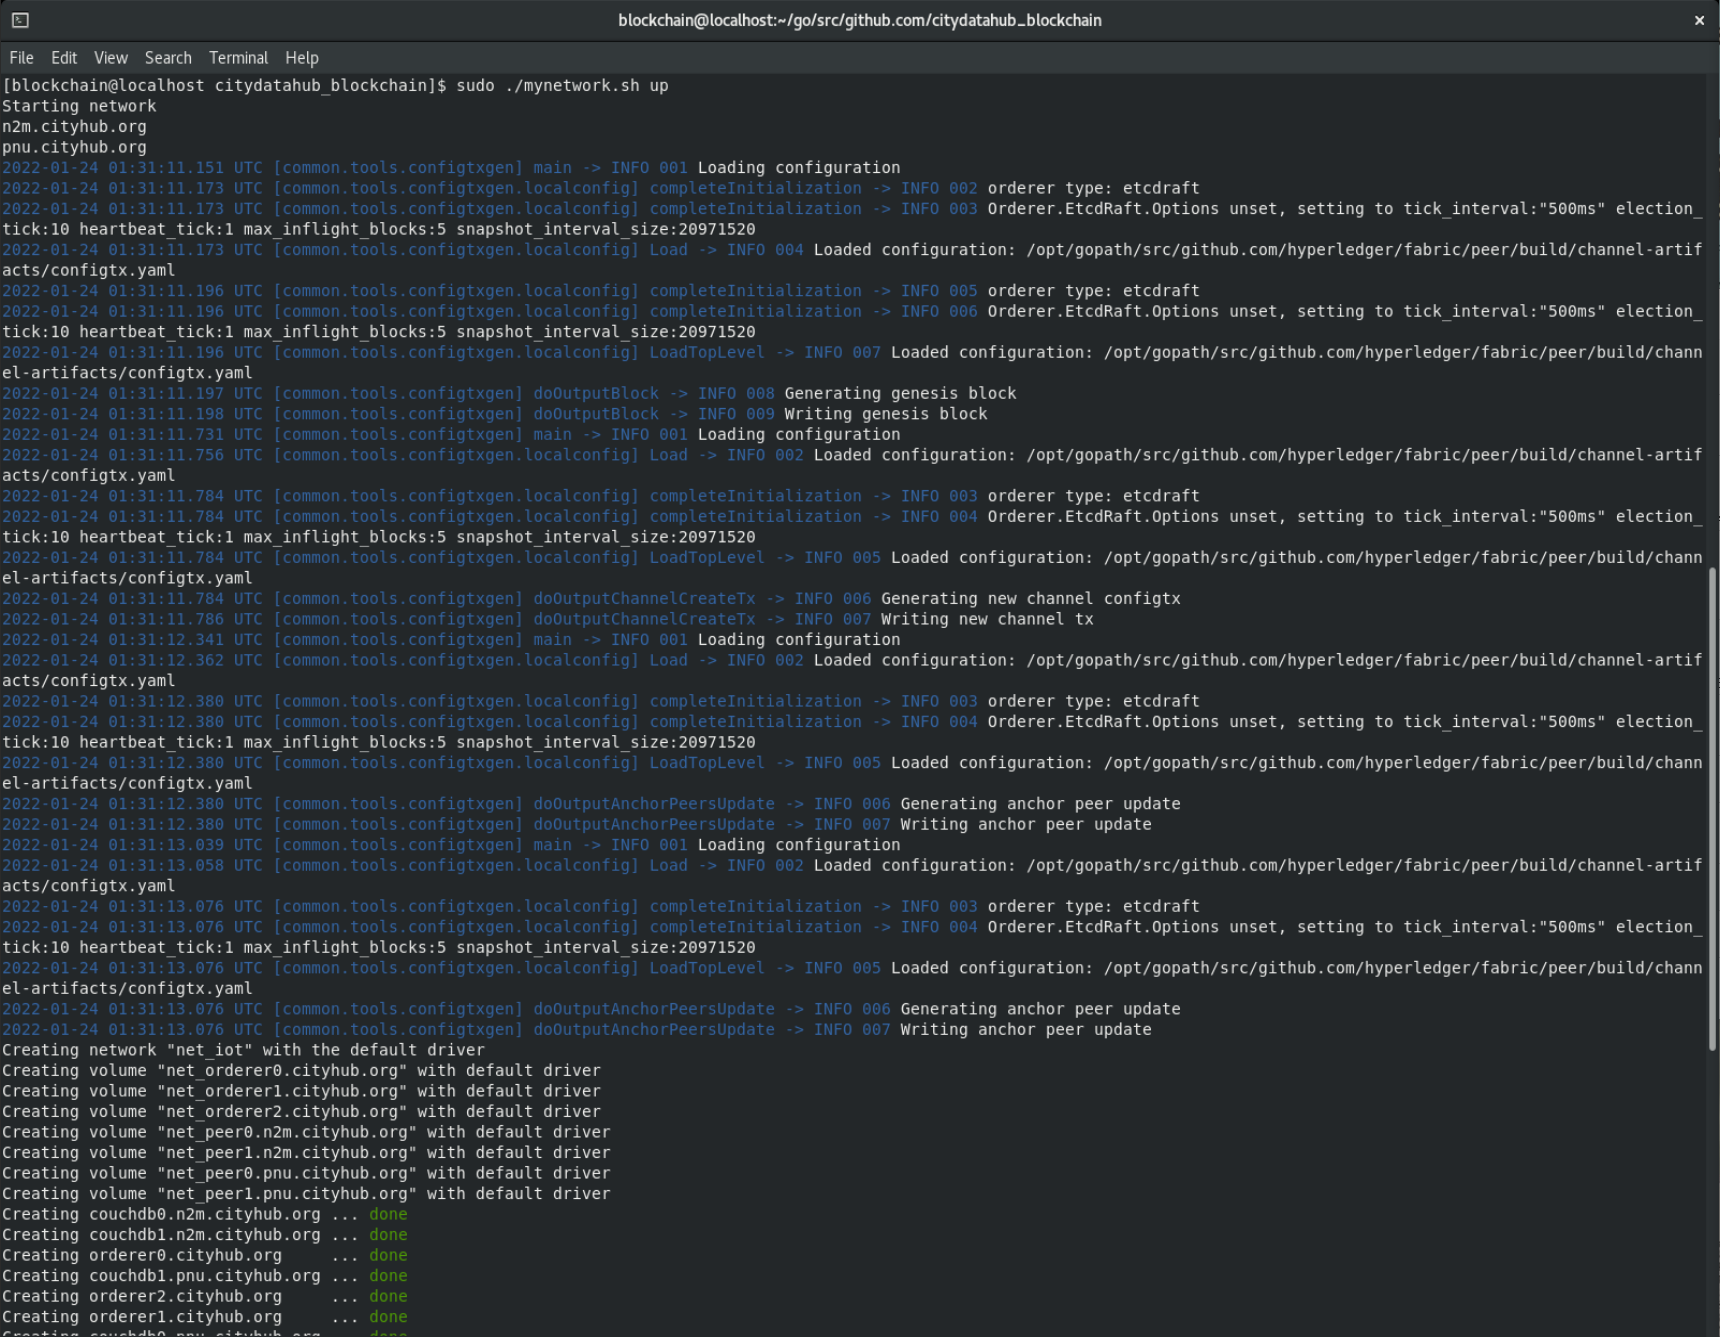 blockchain@localhost:~/go/src/github.com/citydatahub_blockchain
File Edit View Search Terminal Help
[blockchain@localhost citydatahub_blockchain]$ sudo ./mynetwork.sh up
Starting network
n2m.cityhub.org
pnu.cityhub.org
2022-01-24 01:31:11.151 UTC [common.tools.configtxgen] main -> INFO 001 Loading configuration
2022-01-24 01:31:11.173 UTC [common.tools.configtxgen.localconfig] completeInitialization -> INFO 002 orderer type: etcdraft
2022-01-24 01:31:11.173 UTC [common.tools.configtxgen.localconfig] completeInitialization -> INFO 003 Orderer.EtcdRaft.Options unset, setting to tick_interval:"500ms" election_
tick:10 heartbeat_tick:1 max_inflight_blocks:5 snapshot_interval_size:20971520
2022-01-24 01:31:11.173 UTC [common.tools.configtxgen.localconfig] Load -> INFO 004 Loaded configuration: /opt/gopath/src/github.com/hyperledger/fabric/peer/build/channel-artif
acts/configtx.yaml
2022-01-24 01:31:11.196 UTC [common.tools.configtxgen.localconfig] completeInitialization -> INFO 005 orderer type: etcdraft
2022-01-24 01:31:11.196 UTC [common.tools.configtxgen.localconfig] completeInitialization -> INFO 006 Orderer.EtcdRaft.Options unset, setting to tick_interval:"500ms" election_
tick:10 heartbeat_tick:1 max_inflight_blocks:5 snapshot_interval_size:20971520
2022-01-24 01:31:11.196 UTC [common.tools.configtxgen.localconfig] LoadTopLevel -> INFO 007 Loaded configuration: /opt/gopath/src/github.com/hyperledger/fabric/peer/build/chann
el-artifacts/configtx.yaml
2022-01-24 01:31:11.197 UTC [common.tools.configtxgen] doOutputBlock -> INFO 008 Generating genesis block
2022-01-24 01:31:11.198 UTC [common.tools.configtxgen] doOutputBlock -> INFO 009 Writing genesis block
2022-01-24 01:31:11.731 UTC [common.tools.configtxgen] main -> INFO 001 Loading configuration
2022-01-24 01:31:11.756 UTC [common.tools.configtxgen.localconfig] Load -> INFO 002 Loaded configuration: /opt/gopath/src/github.com/hyperledger/fabric/peer/build/channel-artif
acts/configtx.yaml
2022-01-24 01:31:11.784 UTC [common.tools.configtxgen.localconfig] completeInitialization -> INFO 003 orderer type: etcdraft
2022-01-24 01:31:11.784 UTC [common.tools.configtxgen.localconfig] completeInitialization -> INFO 004 Orderer.EtcdRaft.Options unset, setting to tick_interval:"500ms" election_
tick:10 heartbeat_tick:1 max_inflight_blocks:5 snapshot_interval_size:20971520
2022-01-24 01:31:11.784 UTC [common.tools.configtxgen.localconfig] LoadTopLevel -> INFO 005 Loaded configuration: /opt/gopath/src/github.com/hyperledger/fabric/peer/build/chann
el-artifacts/configtx.yaml
2022-01-24 01:31:11.784 UTC [common.tools.configtxgen] doOutputChannelCreateTx -> INFO 006 Generating new channel configtx
2022-01-24 01:31:11.786 UTC [common.tools.configtxgen] doOutputChannelCreateTx -> INFO 007 Writing new channel tx
2022-01-24 01:31:12.341 UTC [common.tools.configtxgen] main -> INFO 001 Loading configuration
2022-01-24 01:31:12.362 UTC [common.tools.configtxgen.localconfig] Load -> INFO 002 Loaded configuration: /opt/gopath/src/github.com/hyperledger/fabric/peer/build/channel-artif
acts/configtx.yaml
2022-01-24 01:31:12.380 UTC [common.tools.configtxgen.localconfig] completeInitialization -> INFO 003 orderer type: etcdraft
2022-01-24 01:31:12.380 UTC [common.tools.configtxgen.localconfig] completeInitialization -> INFO 004 Orderer.EtcdRaft.Options unset, setting to tick_interval:"500ms" election_
tick:10 heartbeat_tick:1 max_inflight_blocks:5 snapshot_interval_size:20971520
2022-01-24 01:31:12.380 UTC [common.tools.configtxgen.localconfig] LoadTopLevel -> INFO 005 Loaded configuration: /opt/gopath/src/github.com/hyperledger/fabric/peer/build/chann
el-artifacts/configtx.yaml
2022-01-24 01:31:12.380 UTC [common.tools.configtxgen] doOutputAnchorPeersUpdate -> INFO 006 Generating anchor peer update
2022-01-24 01:31:12.380 UTC [common.tools.configtxgen] doOutputAnchorPeersUpdate -> INFO 007 Writing anchor peer update
2022-01-24 01:31:13.039 UTC [common.tools.configtxgen] main -> INFO 001 Loading configuration
2022-01-24 01:31:13.058 UTC [common.tools.configtxgen.localconfig] Load -> INFO 002 Loaded configuration: /opt/gopath/src/github.com/hyperledger/fabric/peer/build/channel-artif
acts/configtx.yaml
2022-01-24 01:31:13.076 UTC [common.tools.configtxgen.localconfig] completeInitialization -> INFO 003 orderer type: etcdraft
2022-01-24 01:31:13.076 UTC [common.tools.configtxgen.localconfig] completeInitialization -> INFO 004 Orderer.EtcdRaft.Options unset, setting to tick_interval:"500ms" election_
tick:10 heartbeat_tick:1 max_inflight_blocks:5 snapshot_interval_size:20971520
2022-01-24 01:31:13.076 UTC [common.tools.configtxgen.localconfig] LoadTopLevel -> INFO 005 Loaded configuration: /opt/gopath/src/github.com/hyperledger/fabric/peer/build/chann
el-artifacts/configtx.yaml
2022-01-24 01:31:13.076 UTC [common.tools.configtxgen] doOutputAnchorPeersUpdate -> INFO 006 Generating anchor peer update
2022-01-24 01:31:13.076 UTC [common.tools.configtxgen] doOutputAnchorPeersUpdate -> INFO 007 Writing anchor peer update
Creating network "net_iot" with the default driver
Creating volume "net_orderer0.cityhub.org" with default driver
Creating volume "net_orderer1.cityhub.org" with default driver
Creating volume "net_orderer2.cityhub.org" with default driver
Creating volume "net_peer0.n2m.cityhub.org" with default driver
Creating volume "net_peer1.n2m.cityhub.org" with default driver
Creating volume "net_peer0.pnu.cityhub.org" with default driver
Creating volume "net_peer1.pnu.cityhub.org" with default driver
Creating couchdb0.n2m.cityhub.org ... done
Creating couchdb1.n2m.cityhub.org ... done
Creating orderer0.cityhub.org     ... done
Creating couchdb1.pnu.cityhub.org ... done
Creating orderer2.cityhub.org     ... done
Creating orderer1.cityhub.org     ... done
Creating couchdb0.pnu.cityhub.org ... done